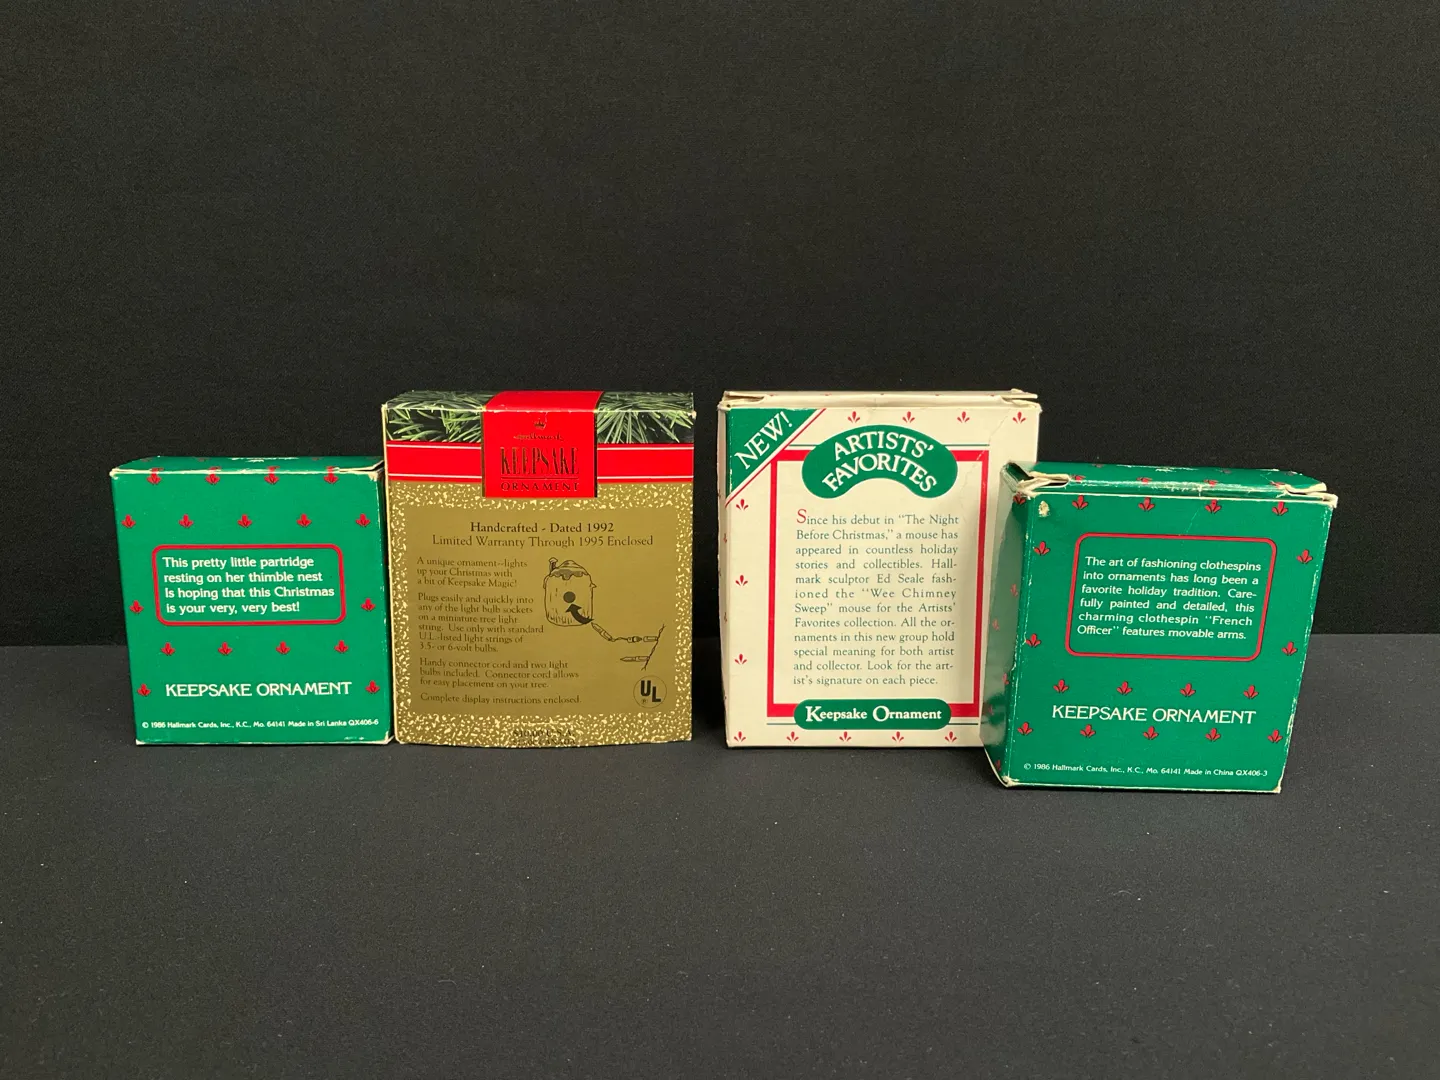 This pretty little partridge
resting on her thimble nest
is hoping that this Christmas
is your very, very best!
KEEPSAKE ORNAMENT
© 1986 Hallmark Cards, Inc., K.C., Mo. 64141 Made in Sri Lanka QX406-6
KEEPSAKE
ORNAMENT
Handcrafted - Dated 1992
Limited Warranty Through 1995 Enclosed
A unique ornament—lights
up your Christmas with
a bit of Keepsake Magic!
Plugs easily and quickly into
any of the light bulb sockets
on a miniature tree light
string. Use only with standard
U.L.-listed light strings of
3.5- or 6-volt bulbs.
Handy connector cord and two light
bulbs included. Connector cord allows
for easy placement on your tree.
Complete display instructions enclosed.
UL
NEW!
ARTISTS'
FAVORITES
Since his debut in "The Night
Before Christmas," a mouse has
appeared in countless holiday
stories and collectibles. Hall-
mark sculptor Ed Seale fash-
ioned the "Wee Chimney
Sweep" mouse for the Artists'
Favorites collection. All the or-
naments in this new group hold
special meaning for both artist
and collector. Look for the art-
ist's signature on each piece.
Keepsake Ornament
The art of fashioning clothespins
into ornaments has long been a
favorite holiday tradition. Care-
fully painted and detailed, this
charming clothespin "French
Officer" features movable arms.
KEEPSAKE ORNAMENT
© 1986 Hallmark Cards, Inc., K.C., Mo. 64141 Made in China QX406-3